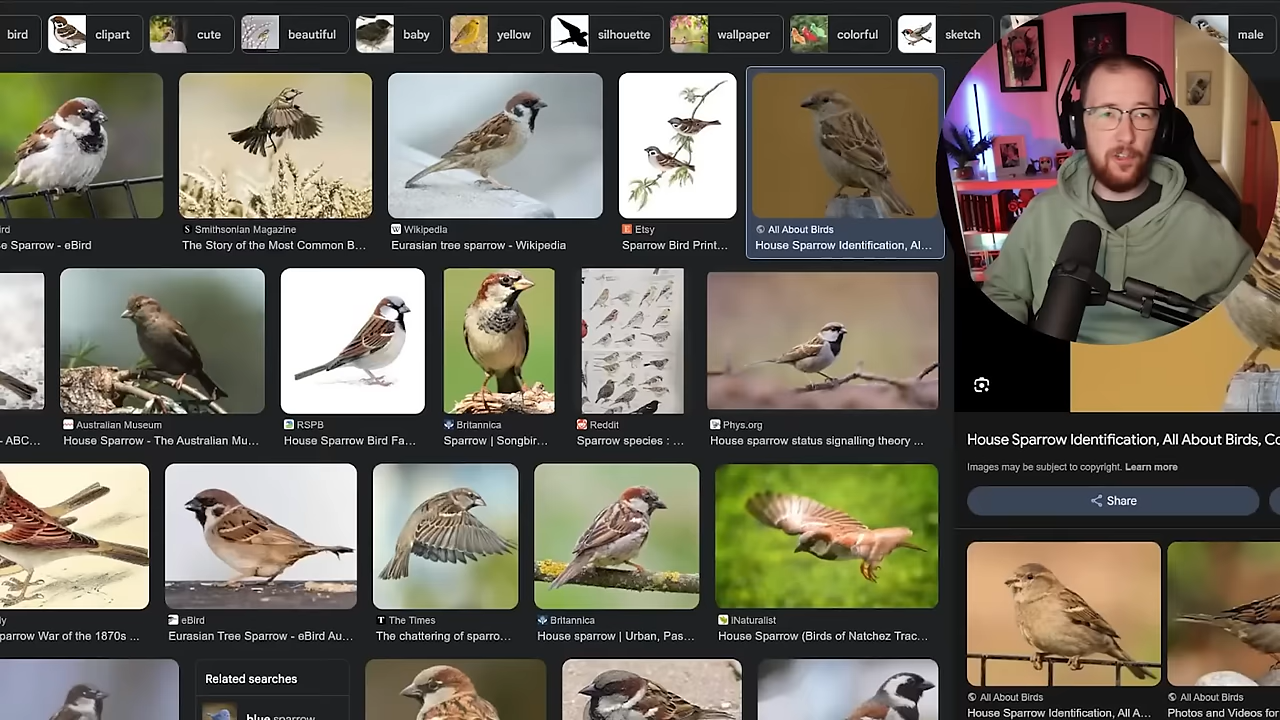 bird
clipart
cute
beautiful
baby
yellow
silhouette
wallpaper
colorful
sketch
male
Smithsonian Magazine
Wikipedia
Etsy
All About Birds
Sparrow - eBird
The Story of the Most Common B...
Eurasian tree sparrow - Wikipedia
Sparrow Bird Print...
House Sparrow Identification, Al...
Australian Museum
RSPB
Britannica
Reddit
Phys.org
- ABC...
House Sparrow - The Australian Mu...
House Sparrow Bird Fa...
Sparrow | Songbir...
Sparrow species : ...
House sparrow status signalling theory ...
House Sparrow Identification, All About Birds, Co
Images may be subject to copyright. Learn more
Share
eBird
The Times
Britannica
iNaturalist
parrow War of the 1870s ...
Eurasian Tree Sparrow - eBird Au...
The chattering of sparro...
House sparrow | Urban, Pas...
House Sparrow (Birds of Natchez Trac...
Related searches
blue sparrow
All About Birds
House Sparrow Identification, All A...
All About Birds
Photos and Videos for